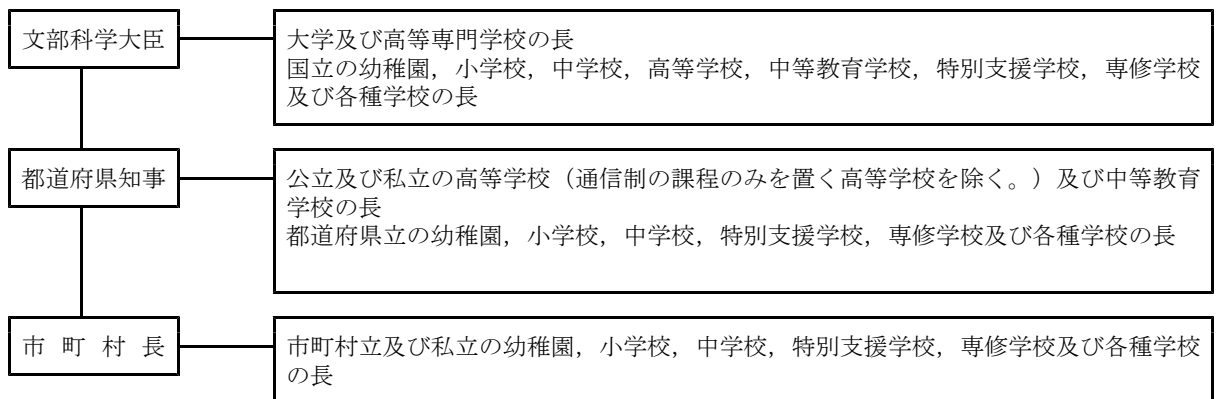 文部科学大臣
大学及び高等専門学校の長
国立の幼稚園，小学校，中学校，高等学校，中等教育学校，特別支援学校，専修学校
及び各種学校の長
都道府県知事
公立及び私立の高等学校（通信制の課程のみを置く高等学校を除く。）及び中等教育
学校の長
都道府県立の幼稚園，小学校，中学校，特別支援学校，専修学校及び各種学校の長
市町村長
市町村立及び私立の幼稚園，小学校，中学校，特別支援学校，専修学校及び各種学校
の長